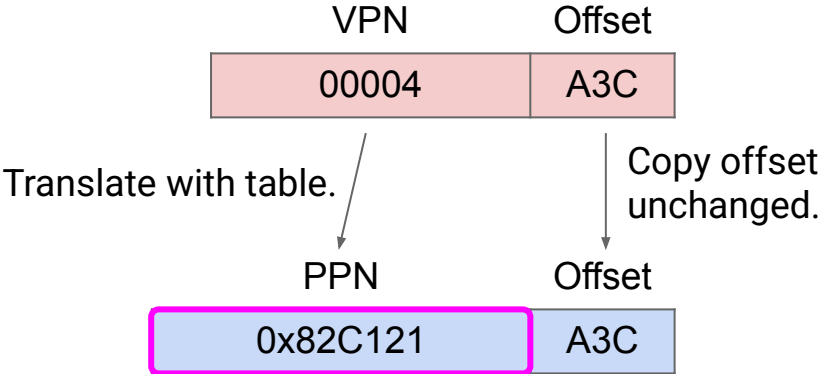 VPN Offset
00004 A3C
Translate with table.
Copy offset
unchanged.
PPN Offset
0x82C121 A3C